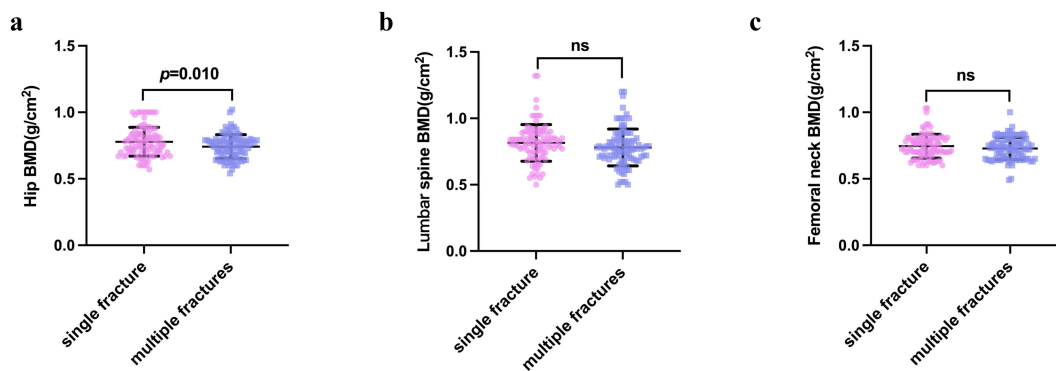 a
Hip BMD(g/cm²)
1.5
1.0
0.5
0.0
p=0.010
single fracture
multiple fractures
b
Lumbar spine BMD(g/cm²)
1.5
1.0
0.5
0.0
ns
single fracture
multiple fractures
c
Femoral neck BMD(g/cm²)
1.5
1.0
0.5
0.0
ns
single fracture
multiple fractures